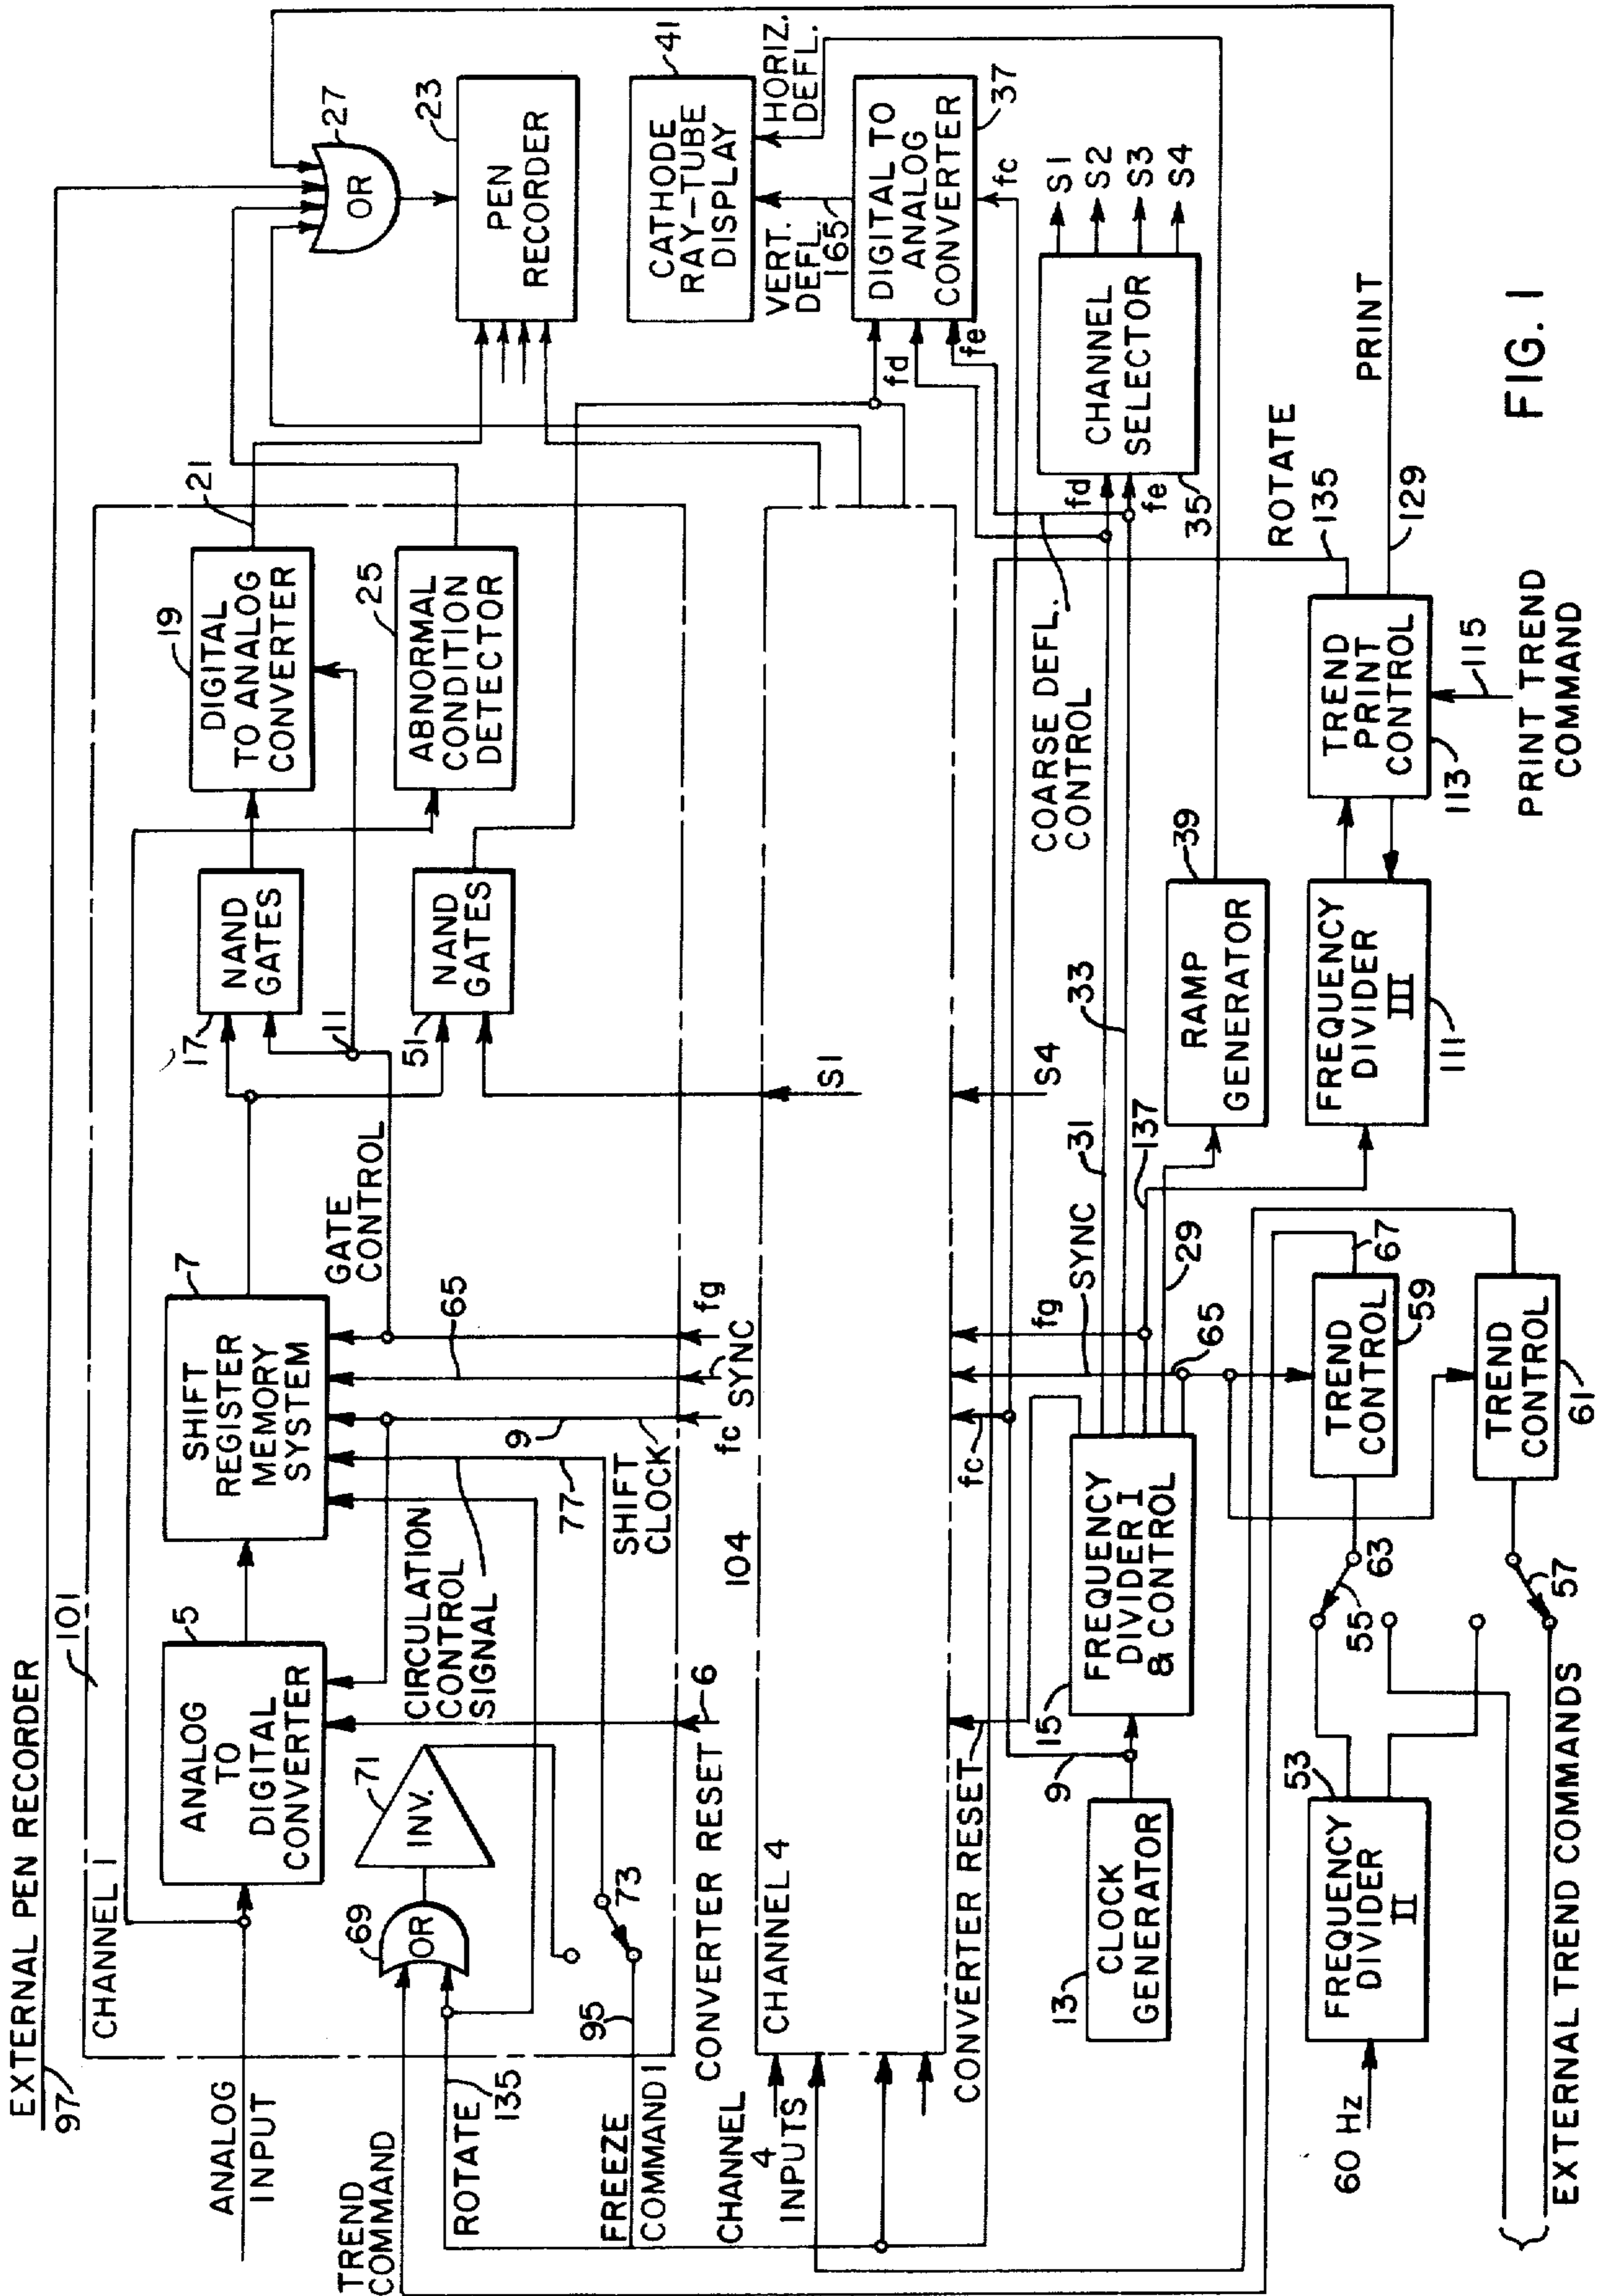 EXTERNAL PEN RECORDER
97
101
CHANNEL 1
ANALOG
INPUT
5
ANALOG
TO
DIGITAL
CONVERTER
7
SHIFT
REGISTER
MEMORY
SYSTEM
17
NAND
GATES
19
DIGITAL
TO ANALOG
CONVERTER
21
27
OR
11
GATE
CONTROL
51
NAND
GATES
25
ABNORMAL
CONDITION
DETECTOR
23
PEN
RECORDER
TREND
COMMAND
ROTATE
135
69
OR
71
INV.
CIRCULATION
CONTROL
SIGNAL
77
9
65
73
95
FREEZE
COMMAND 1
SHIFT
CLOCK
fc
SYNC
fg
CONVERTER RESET
6
S1
41
CATHODE
RAY-TUBE
DISPLAY
VERT.
DEFL.
165
HORIZ.
DEFL.
CHANNEL
4
INPUTS
CHANNEL 4
104
DIGITAL TO
ANALOG
CONVERTER
37
fd
fe
fc
CONVERTER RESET
fc
fg
SYNC
S4
COARSE DEFL.
CONTROL
fd
fe
35
CHANNEL
SELECTOR
S1
S2
S3
S4
9
13
CLOCK
GENERATOR
15
FREQUENCY
DIVIDER I
& CONTROL
31
33
137
29
65
39
RAMP
GENERATOR
ROTATE
135
60 Hz
53
FREQUENCY
DIVIDER
II
55
63
57
TREND
CONTROL
59
67
TREND
CONTROL
61
FREQUENCY
DIVIDER
III
111
TREND
PRINT
CONTROL
113
115
129
PRINT
PRINT TREND
COMMAND
EXTERNAL TREND COMMANDS
FIG. 1